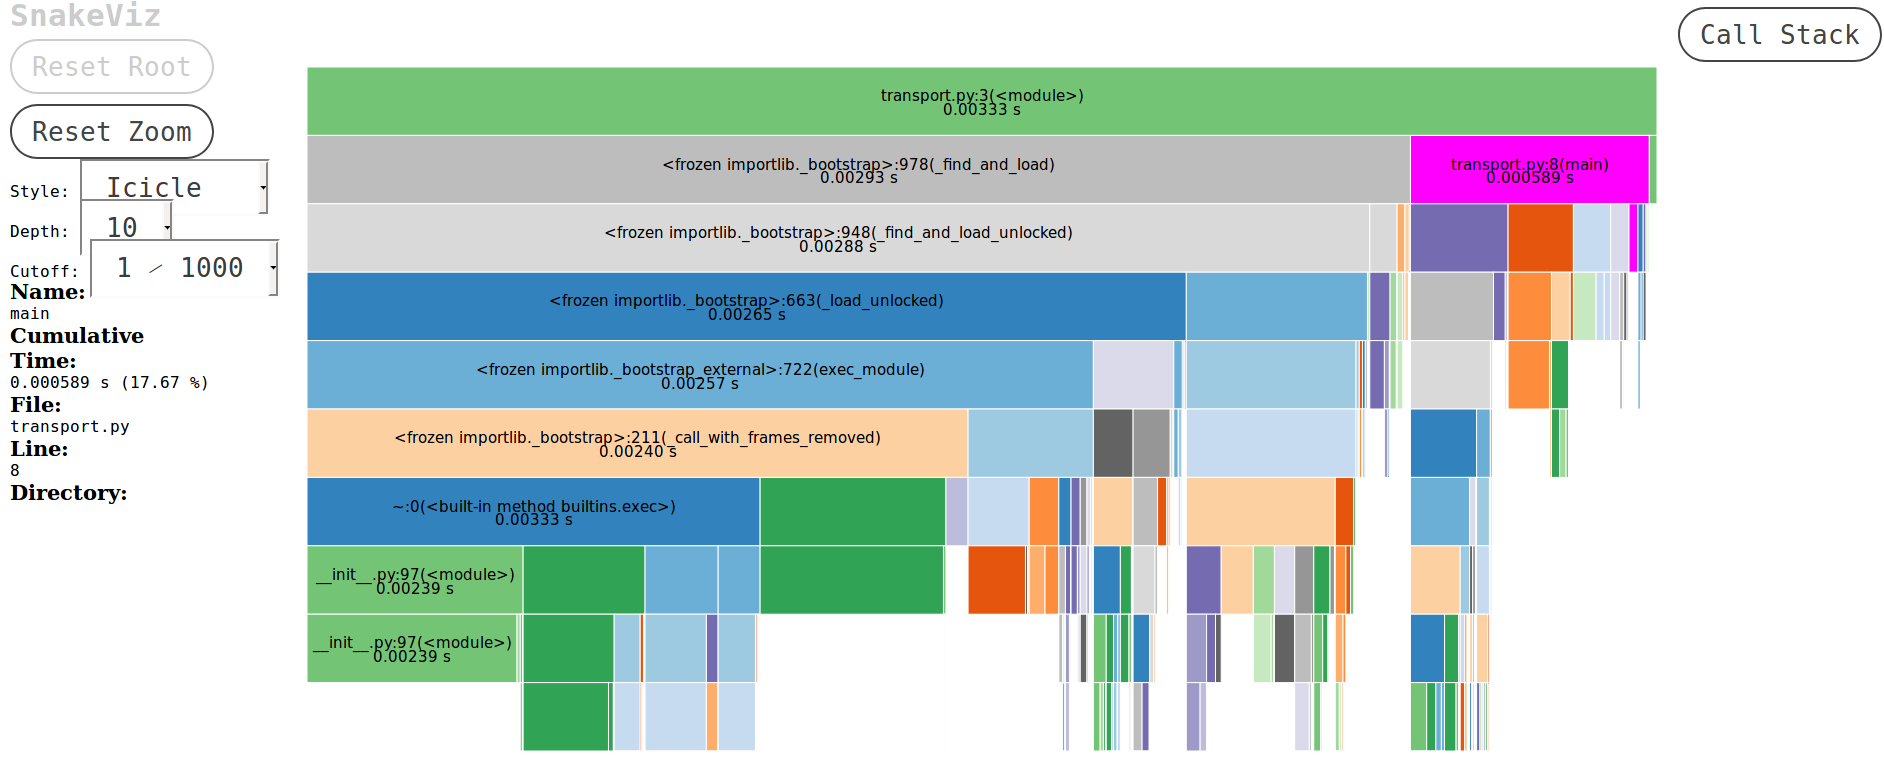 SnakeViz
Reset Root
Reset Zoom
Style: Icicle
Depth: 10
Cutoff: 1 / 1000
Name:
main
Cumulative
Time:
0.000589 s (17.67 %)
File:
transport.py
Line:
8
Directory:
Call Stack
transport.py:3(<module>)
0.00333 s
<frozen importlib._bootstrap>:978(_find_and_load)
0.00293 s
transport.py:8(main)
0.000589 s
<frozen importlib._bootstrap>:948(_find_and_load_unlocked)
0.00288 s
<frozen importlib._bootstrap>:663(_load_unlocked)
0.00265 s
<frozen importlib._bootstrap_external>:722(exec_module)
0.00257 s
<frozen importlib._bootstrap>:211(_call_with_frames_removed)
0.00240 s
~:0(<built-in method builtins.exec>)
0.00333 s
__init__.py:97(<module>)
0.00239 s
__init__.py:97(<module>)
0.00239 s